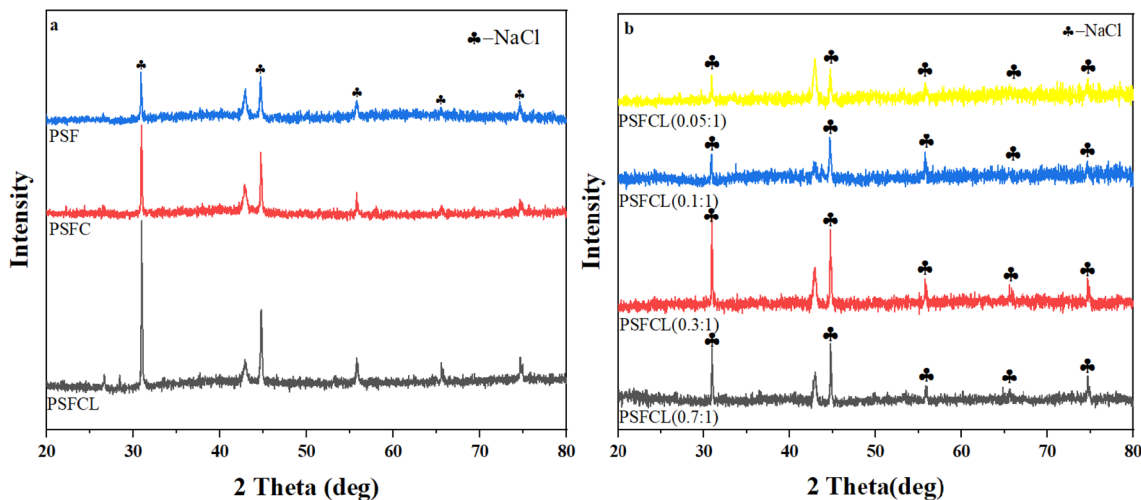 a
♣–NaCl
PSF
PSFC
PSFCL
Intensity
20 30 40 50 60 70 80
2 Theta (deg)
b
♣–NaCl
PSFCL(0.05:1)
PSFCL(0.1:1)
PSFCL(0.3:1)
PSFCL(0.7:1)
Intensity
20 30 40 50 60 70 80
2 Theta(deg)